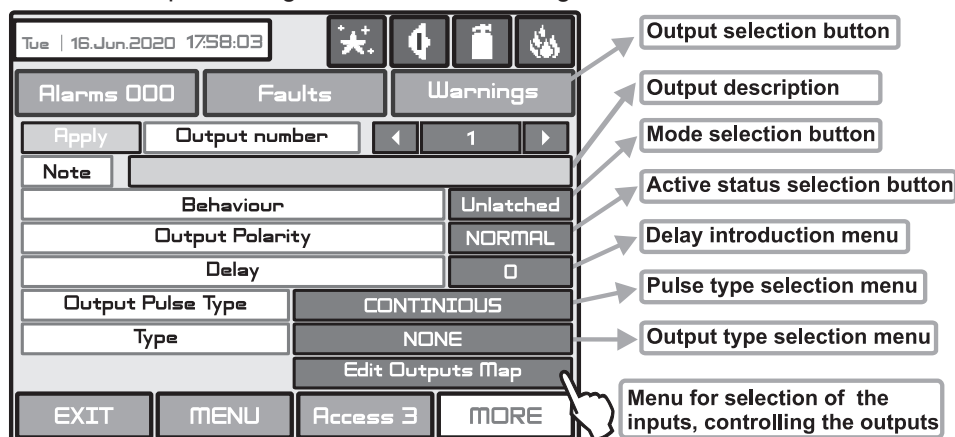 Tue | 16.Jun.2020 17:58:03
Output selection button
Alarms 000 Faults Warnings
Output description
Apply Output number 1
Mode selection button
Note
Active status selection button
Behaviour Unlatched
Output Polarity NORMAL
Delay introduction menu
Delay 0
Pulse type selection menu
Output Pulse Type CONTINIOUS
Type NONE
Output type selection menu
Edit Outputs Map
Menu for selection of the
inputs, controlling the outputs
EXIT MENU Access 3 MORE